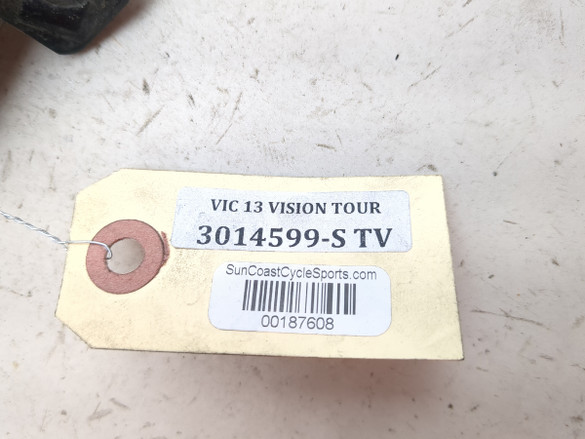 VIC 13 VISION TOUR
3014599-S TV
SunCoastCycleSports.com
00187608